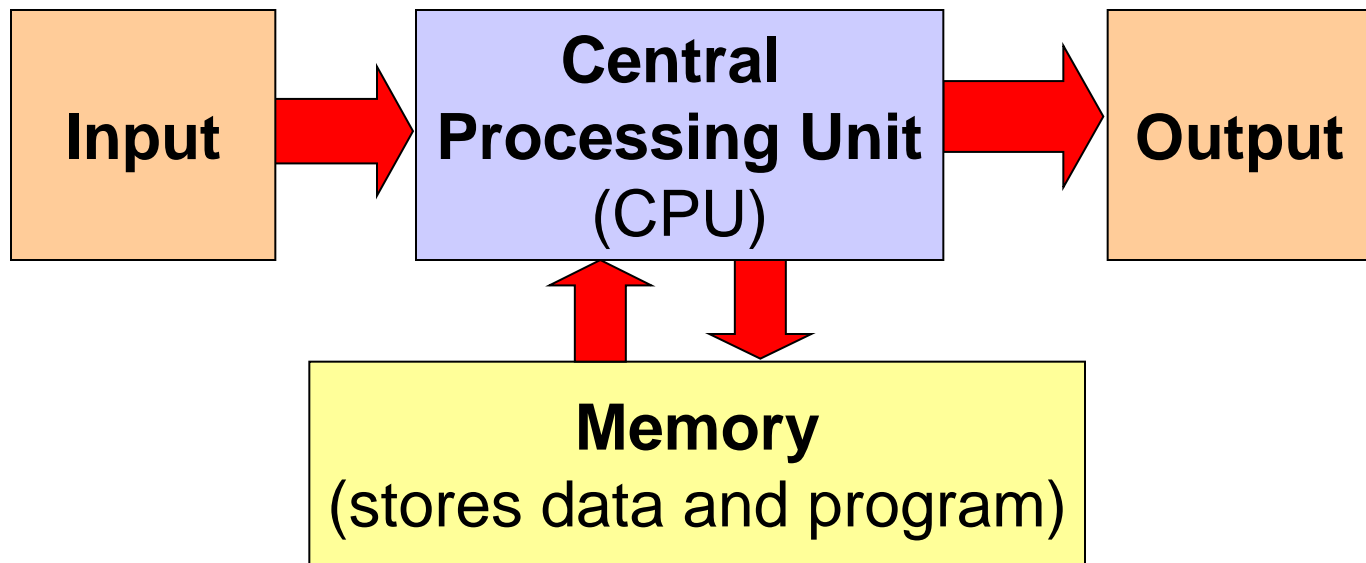 Input
Central
Processing Unit
(CPU)
Output
Memory
(stores data and program)